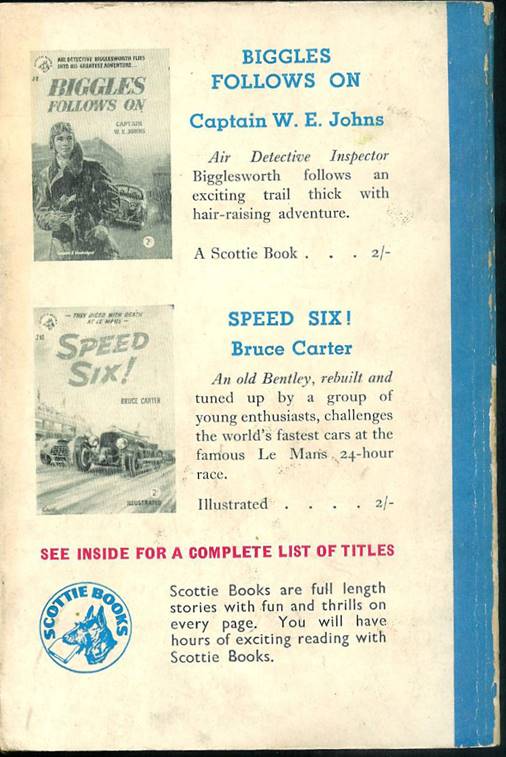 AIR DETECTIVE BIGGLESWORTH FLIES
INTO HIS GREATEST ADVENTURE...
BIGGLES
FOLLOWS ON
CAPTAIN
W. E. JOHNS
2/-
BIGGLES
FOLLOWS ON
Captain W. E. Johns
Air Detective Inspector
Bigglesworth follows an
exciting trail thick with
hair-raising adventure.
A Scottie Book . . . 2/-
— THEY DICED WITH DEATH
AT LE MANS —
SPEED
SIX!
BRUCE CARTER
ILLUSTRATED
SPEED SIX!
Bruce Carter
An old Bentley, rebuilt and
tuned up by a group of
young enthusiasts, challenges
the world's fastest cars at the
famous Le Mans 24-hour
race.
Illustrated . . . . 2/-
SEE INSIDE FOR A COMPLETE LIST OF TITLES
SCOTTIE BOOKS
Scottie Books are full length
stories with fun and thrills on
every page. You will have
hours of exciting reading with
Scottie Books.